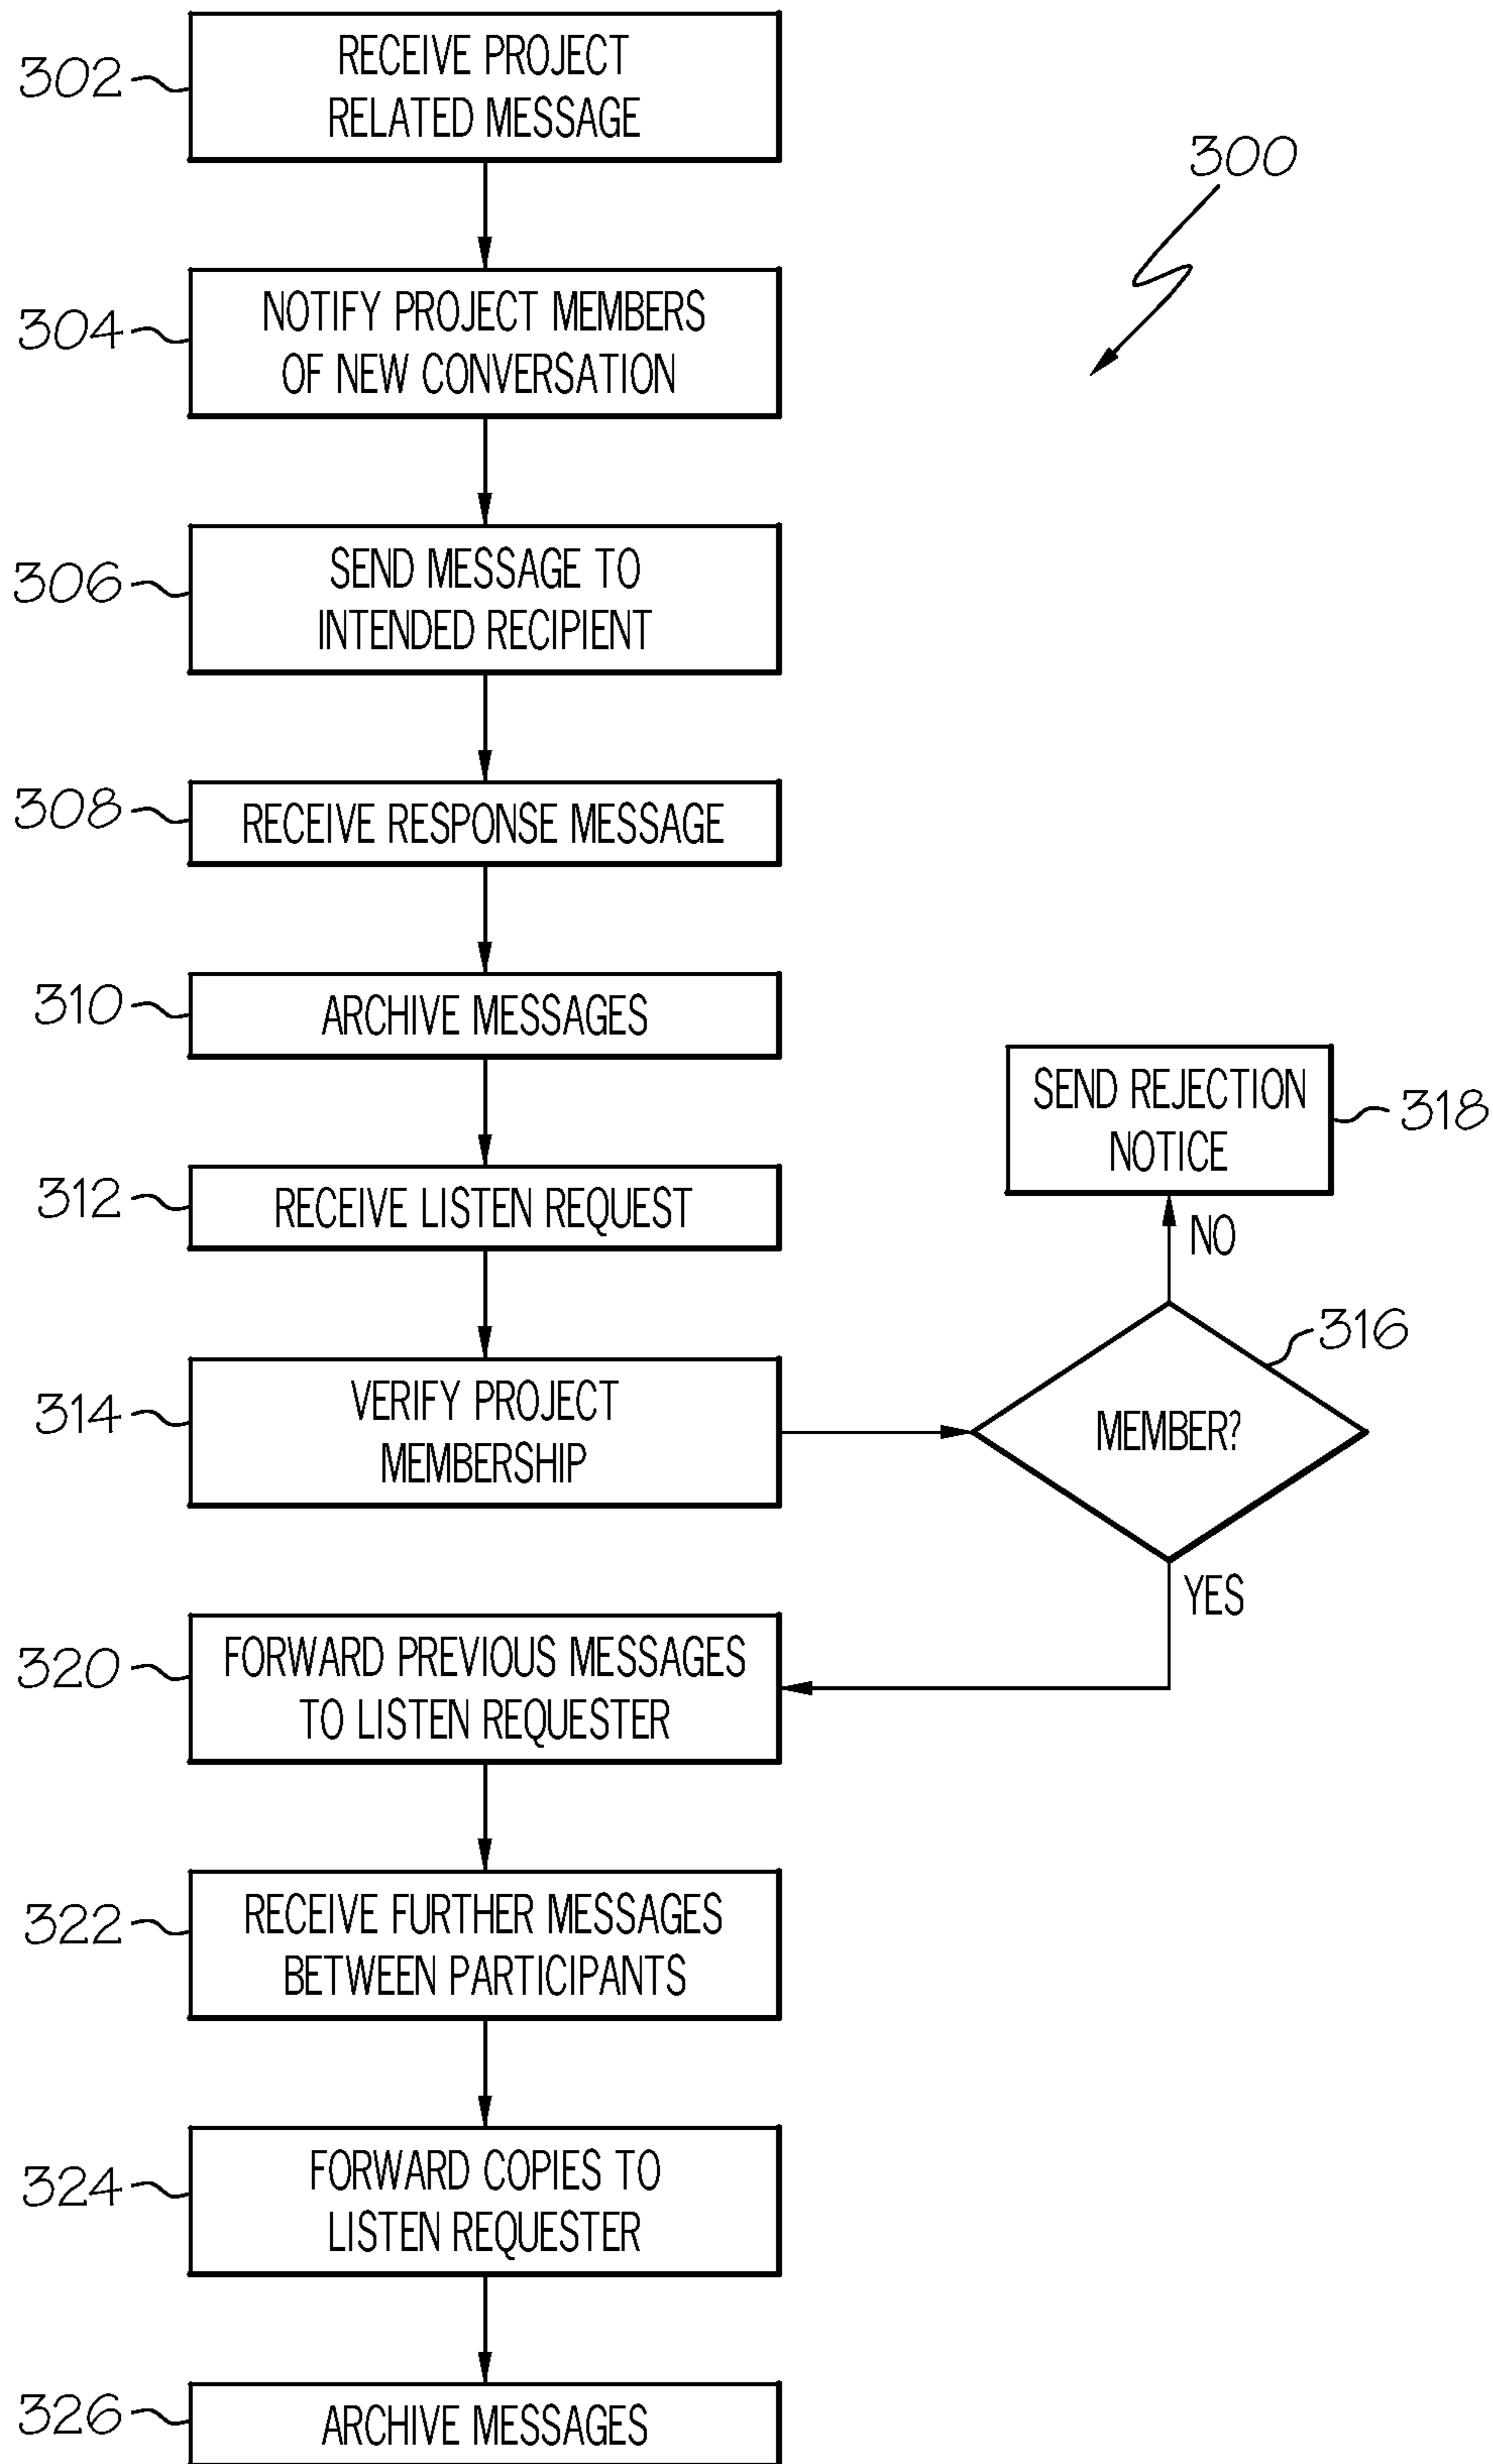 302
RECEIVE PROJECT
RELATED MESSAGE
300
304
NOTIFY PROJECT MEMBERS
OF NEW CONVERSATION
306
SEND MESSAGE TO
INTENDED RECIPIENT
308
RECEIVE RESPONSE MESSAGE
310
ARCHIVE MESSAGES
312
RECEIVE LISTEN REQUEST
314
VERIFY PROJECT
MEMBERSHIP
MEMBER?
316
NO
SEND REJECTION
NOTICE
318
YES
320
FORWARD PREVIOUS MESSAGES
TO LISTEN REQUESTER
322
RECEIVE FURTHER MESSAGES
BETWEEN PARTICIPANTS
324
FORWARD COPIES TO
LISTEN REQUESTER
326
ARCHIVE MESSAGES